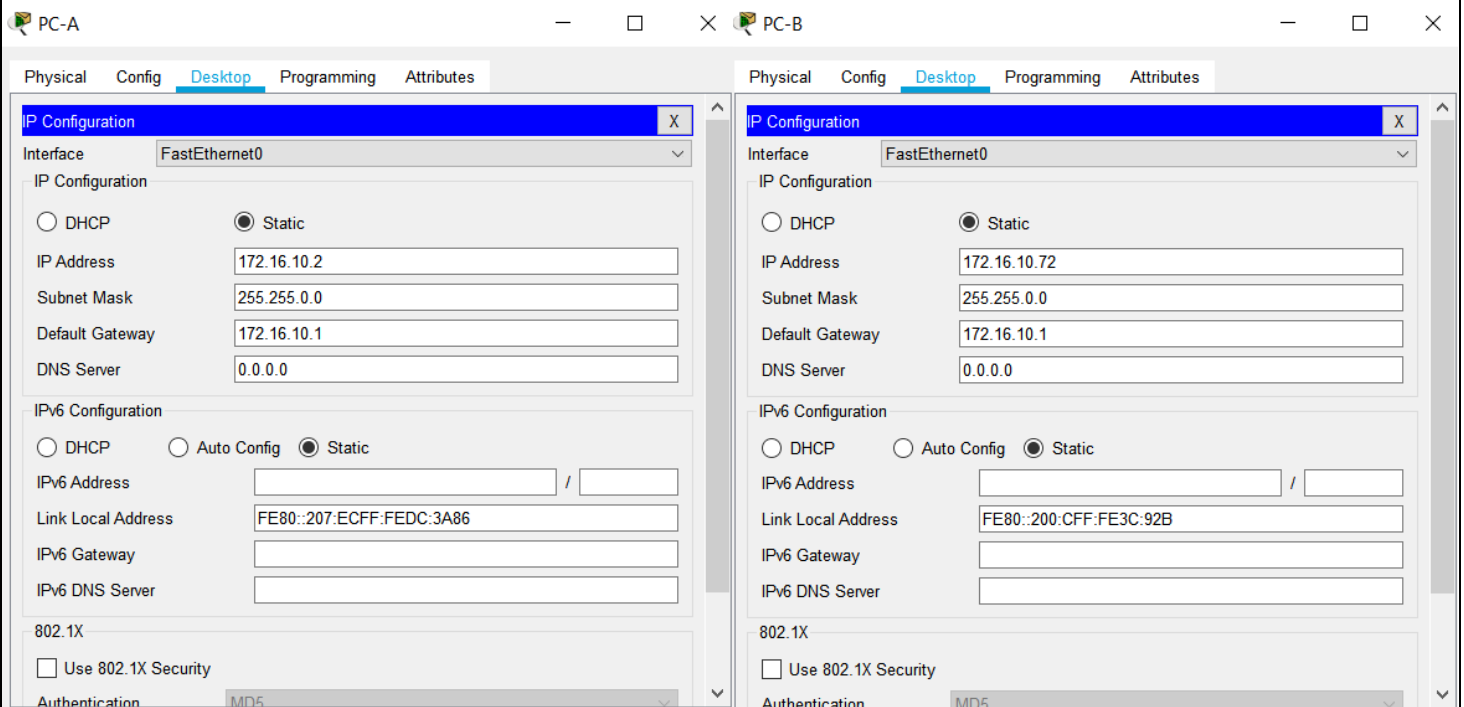 PC-A
Physical Config Desktop Programming Attributes
IP Configuration X
Interface FastEthernet0
IP Configuration
DHCP Static
IP Address 172.16.10.2
Subnet Mask 255.255.0.0
Default Gateway 172.16.10.1
DNS Server 0.0.0.0
IPv6 Configuration
DHCP Auto Config Static
IPv6 Address /
Link Local Address FE80::207:ECFF:FEDC:3A86
IPv6 Gateway
IPv6 DNS Server
802.1X
Use 802.1X Security
Authentication MD5
PC-B
Physical Config Desktop Programming Attributes
IP Configuration X
Interface FastEthernet0
IP Configuration
DHCP Static
IP Address 172.16.10.72
Subnet Mask 255.255.0.0
Default Gateway 172.16.10.1
DNS Server 0.0.0.0
IPv6 Configuration
DHCP Auto Config Static
IPv6 Address /
Link Local Address FE80::200:CFF:FE3C:92B
IPv6 Gateway
IPv6 DNS Server
802.1X
Use 802.1X Security
Authentication MD5